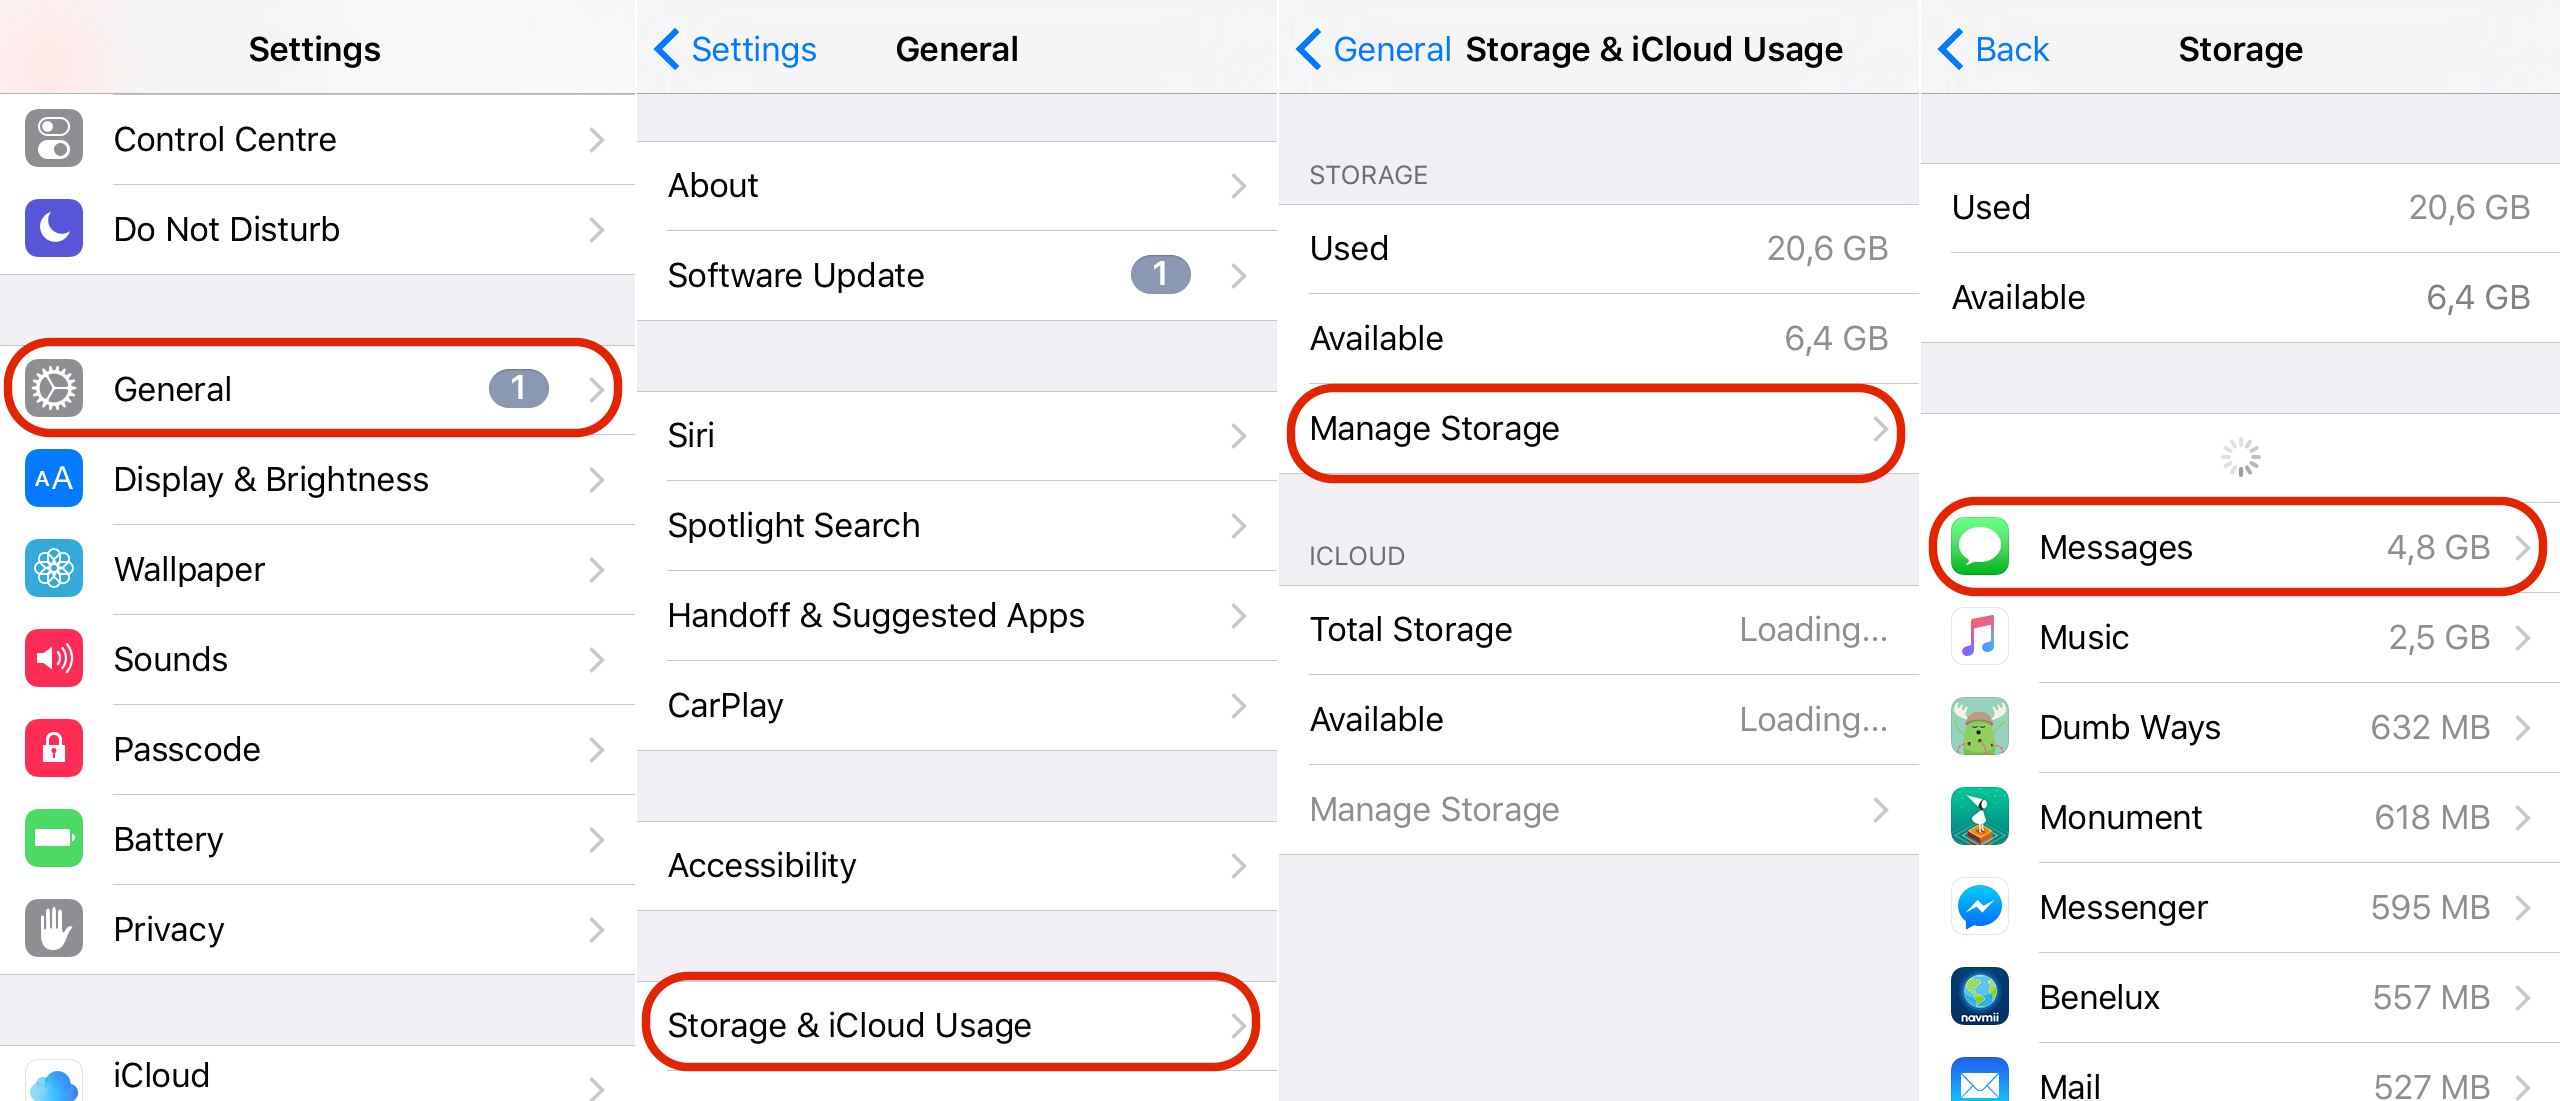 Settings
Control Centre
Do Not Disturb
General 1
AA Display & Brightness
Wallpaper
Sounds
Passcode
Battery
Privacy
iCloud
Settings General
About
Software Update 1
Siri
Spotlight Search
Handoff & Suggested Apps
CarPlay
Accessibility
Storage & iCloud Usage
General Storage & iCloud Usage
STORAGE
Used 20,6 GB
Available 6,4 GB
Manage Storage
ICLOUD
Total Storage Loading...
Available Loading...
Manage Storage
Back Storage
Used 20,6 GB
Available 6,4 GB
Messages 4,8 GB
Music 2,5 GB
Dumb Ways 632 MB
Monument 618 MB
Messenger 595 MB
navmii Benelux 557 MB
Mail 527 MB